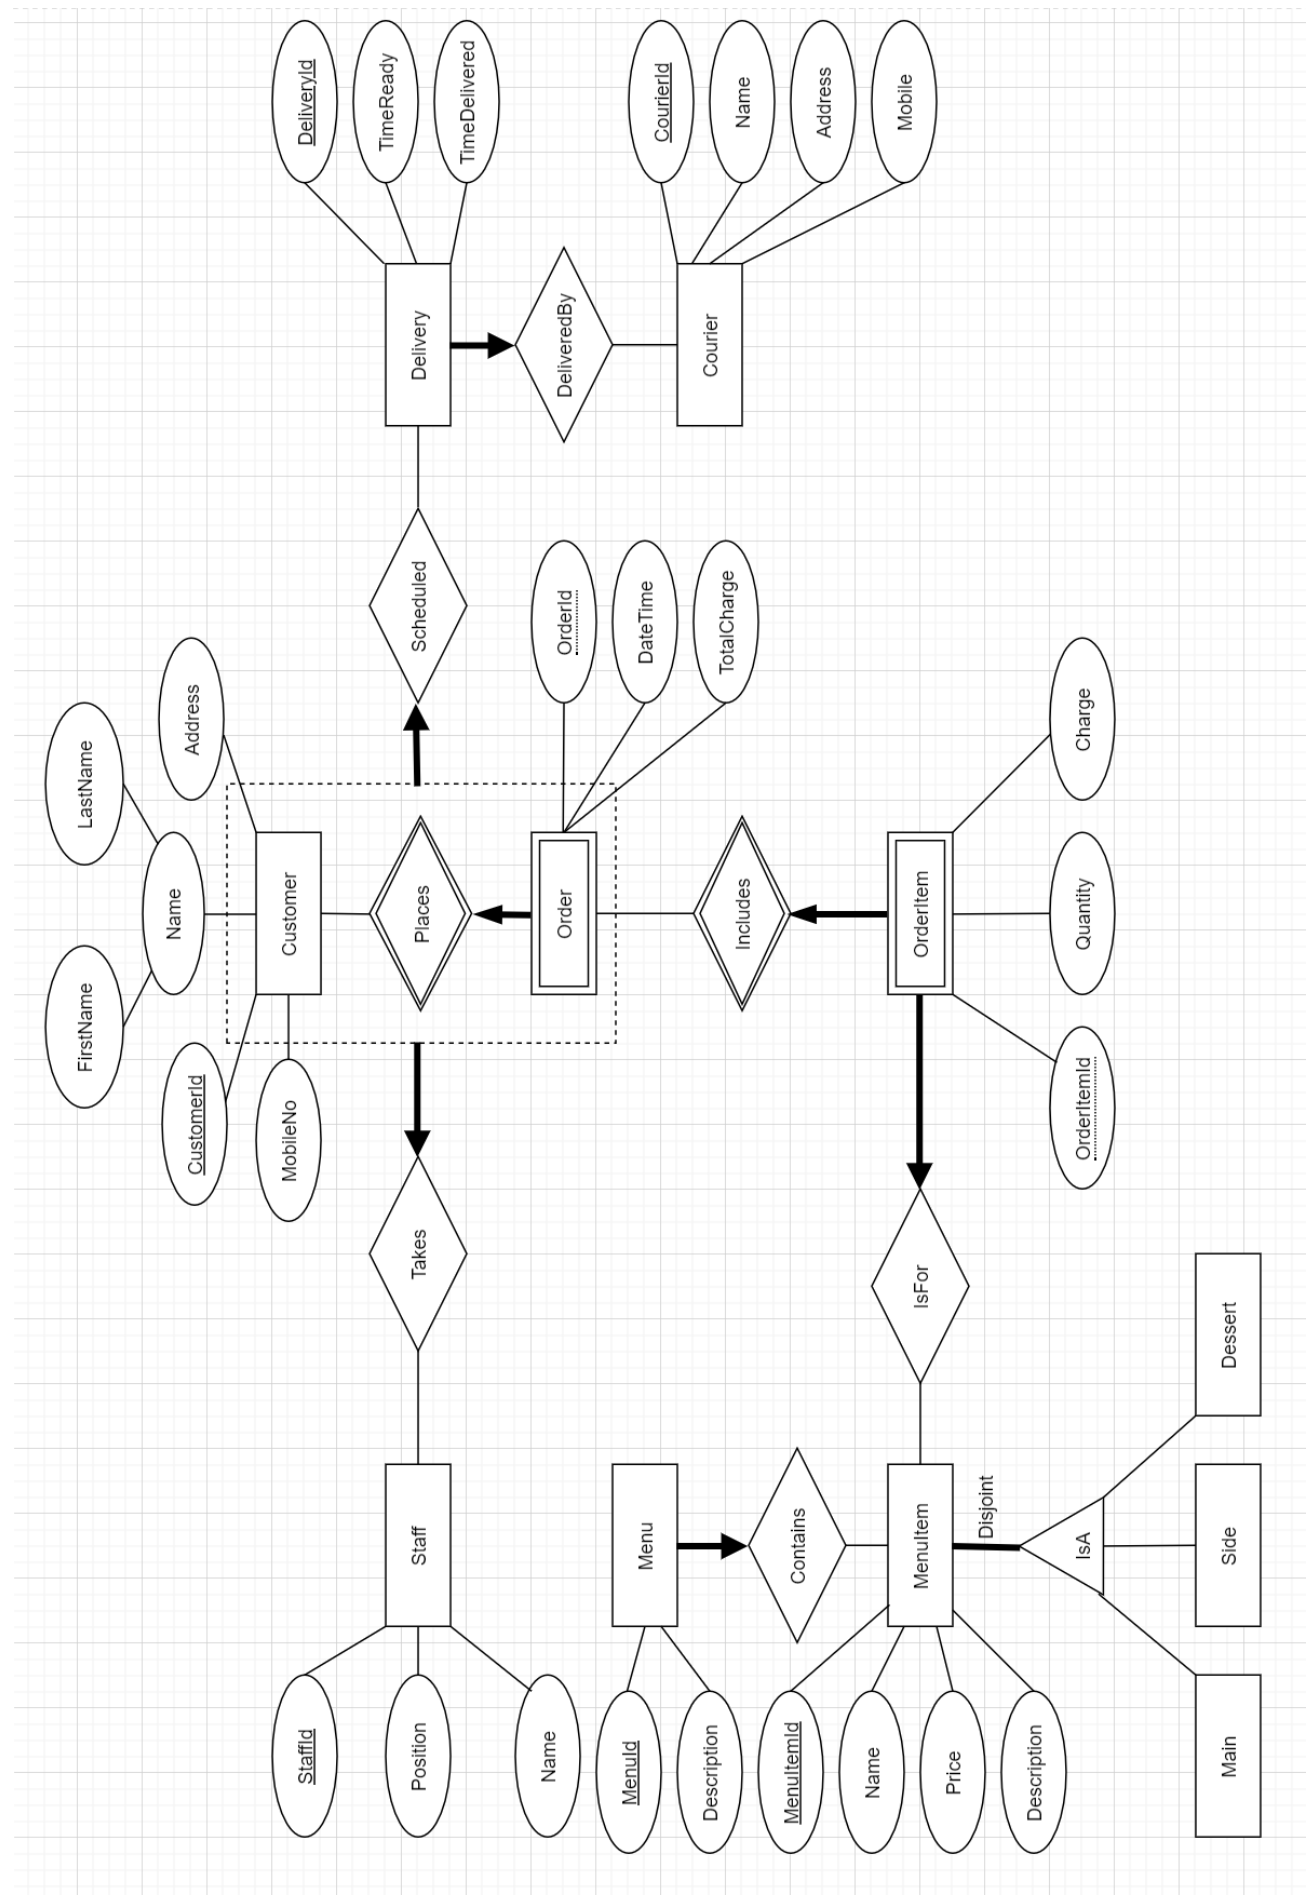 FirstName
LastName
Name
CustomerId
Address
MobileNo
Customer
StaffId
Position
Name
Staff
Takes
Places
Scheduled
Delivery
DeliveryId
TimeReady
TimeDelivered
Order
OrderId
DateTime
TotalCharge
DeliveredBy
Courier
CourierId
Name
Address
Mobile
MenuId
Description
Menu
Contains
Includes
MenuItemId
Name
Price
Description
MenuItem
IsFor
OrderItem
Disjoint
IsA
OrderItemId
Quantity
Charge
Main
Side
Dessert